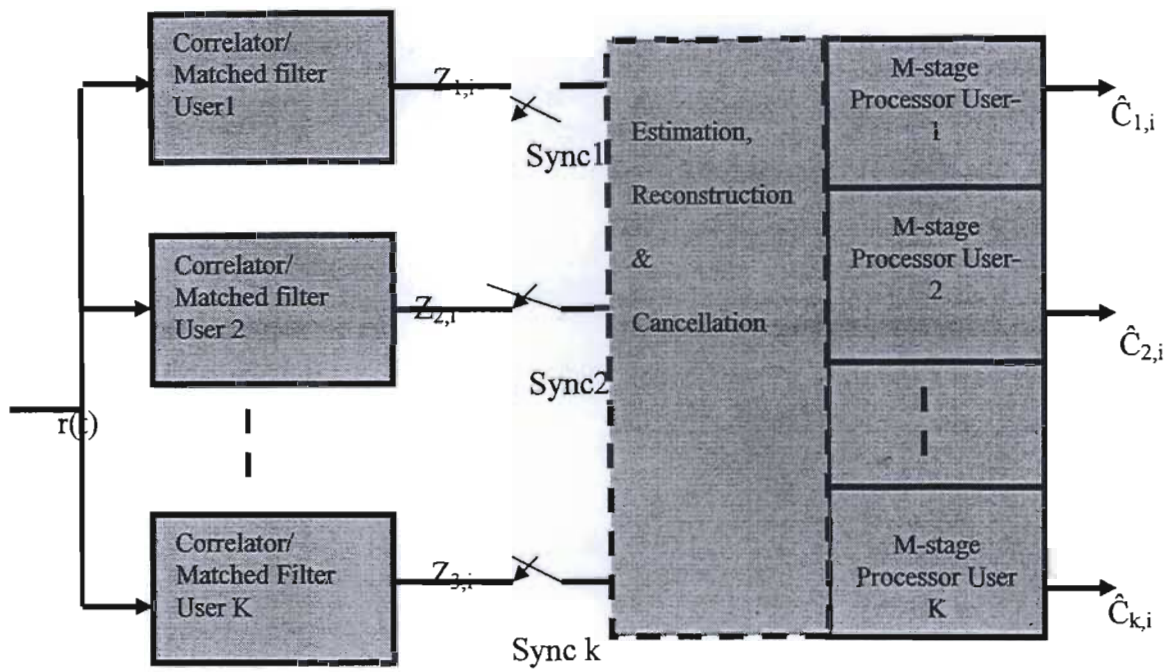 Correlator/
Matched filter
User1
Z1,i
Sync1
Correlator/
Matched filter
User 2
Z2,i
Sync2
r(t)
Correlator/
Matched Filter
User K
Z3,i
Sync k
Estimation,
Reconstruction
&
Cancellation
M-stage
Processor User-
1
Ĉ1,i
M-stage
Processor User-
2
Ĉ2,i
M-stage
Processor User
K
Ĉk,i